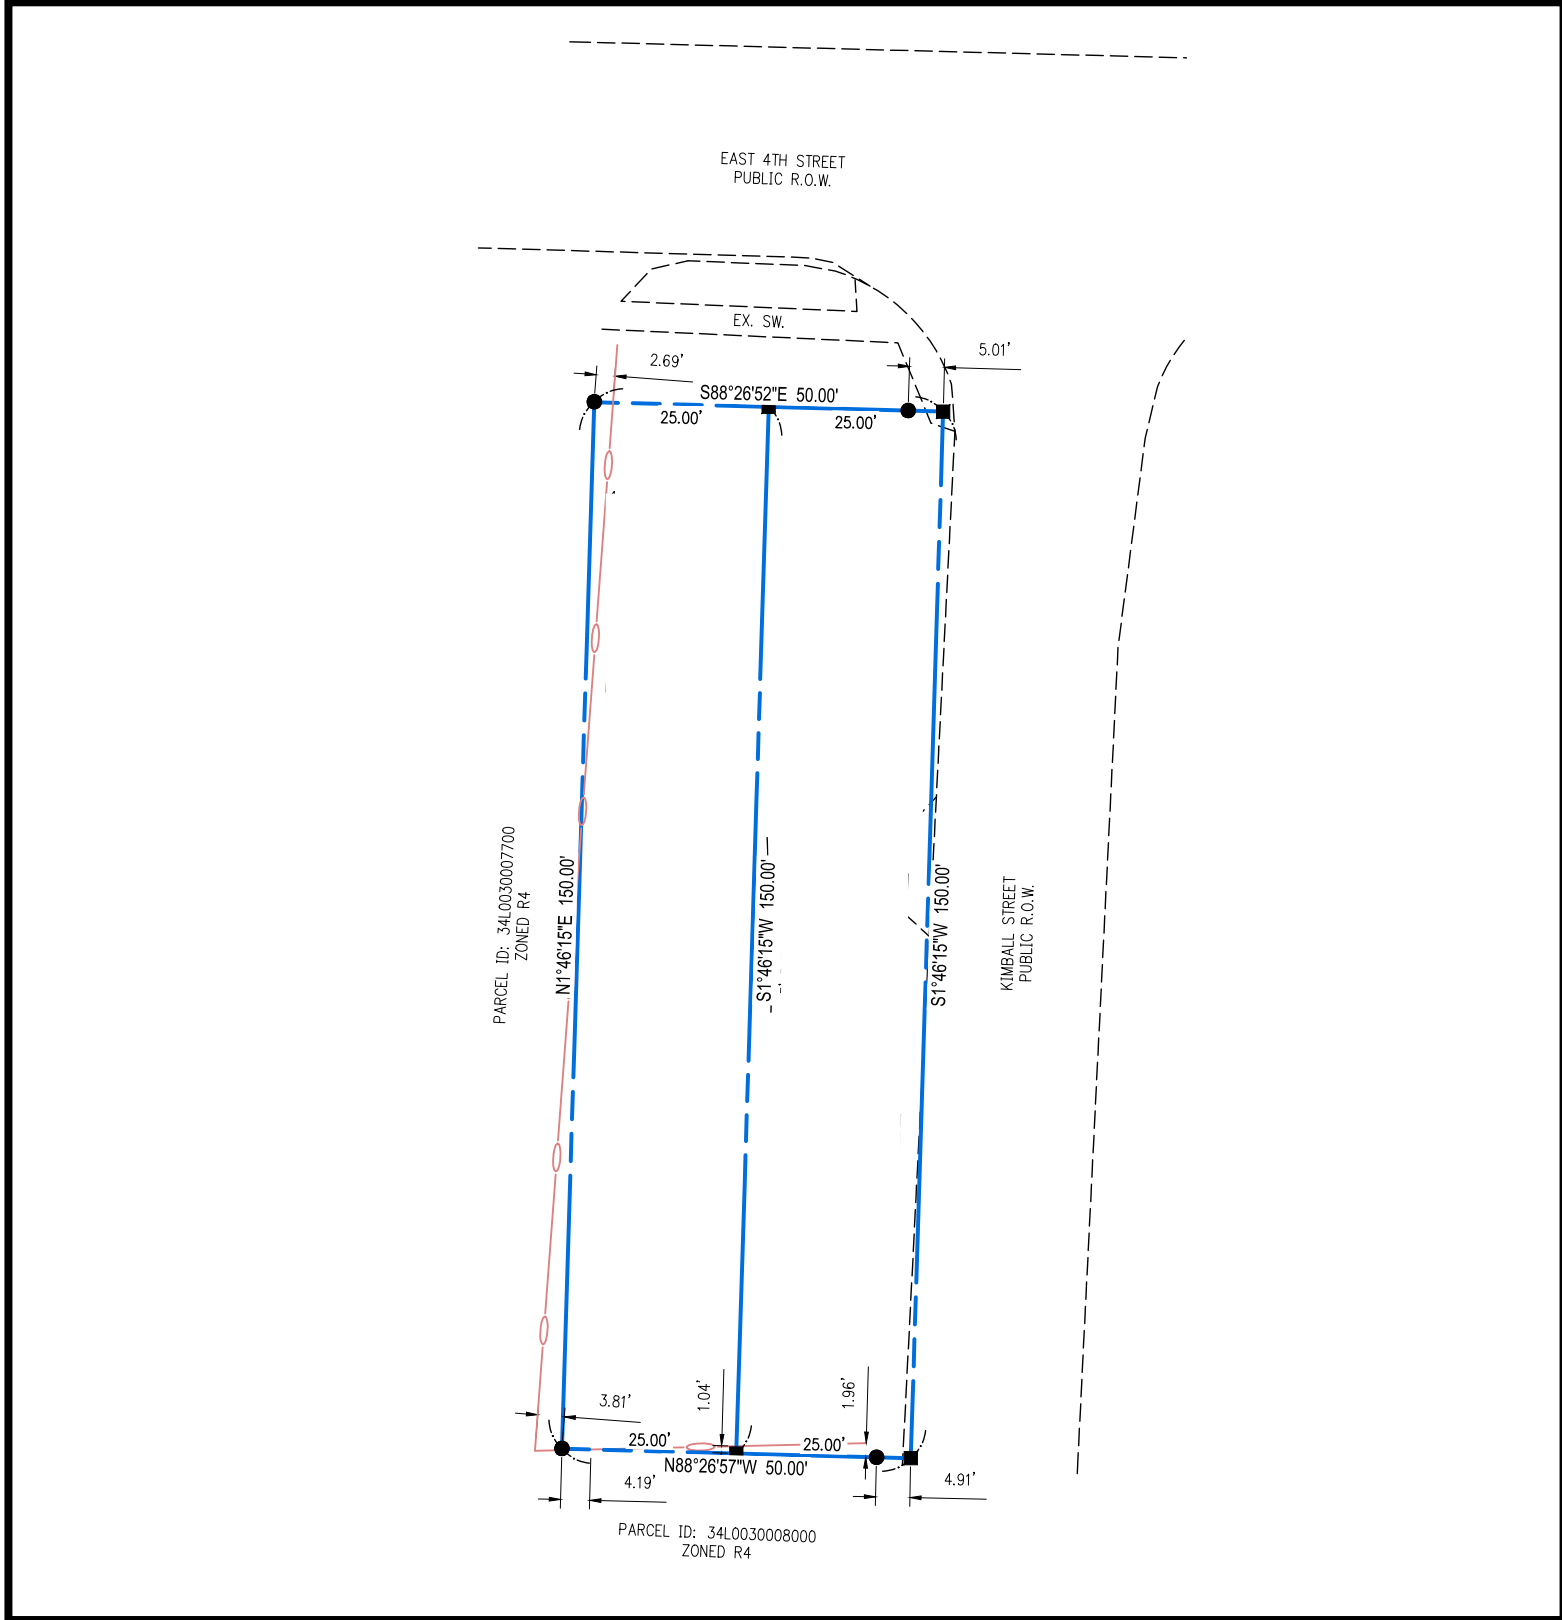 EAST 4TH STREET
PUBLIC R.O.W.
EX. SW.
5.01'
2.69'
S88°26'52"E 50.00'
25.00'
25.00'
PARCEL ID: 34L0030007700
ZONED R4
N1°46'15"E 150.00'
S1°46'15"W 150.00'
S1°46'15"W 150.00'
KIMBALL STREET
PUBLIC R.O.W.
3.81'
1.04'
1.96'
25.00'
25.00'
N88°26'57"W 50.00'
4.19'
4.91'
PARCEL ID: 34L0030008000
ZONED R4